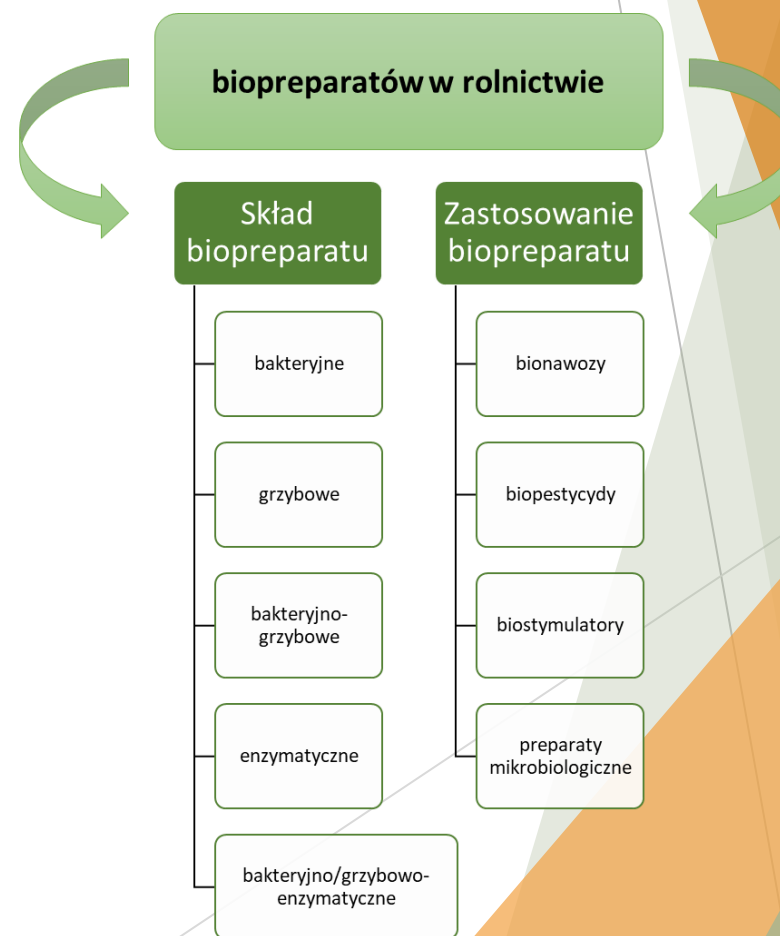 biopreparatów w rolnictwie
Skład
biopreparatu
bakteryjne
grzybowe
bakteryjno-
grzybowe
enzymatyczne
bakteryjno/grzybowo-
enzymatyczne
Zastosowanie
biopreparatu
bionawozy
biopestycydy
biostymulatory
preparaty
mikrobiologiczne